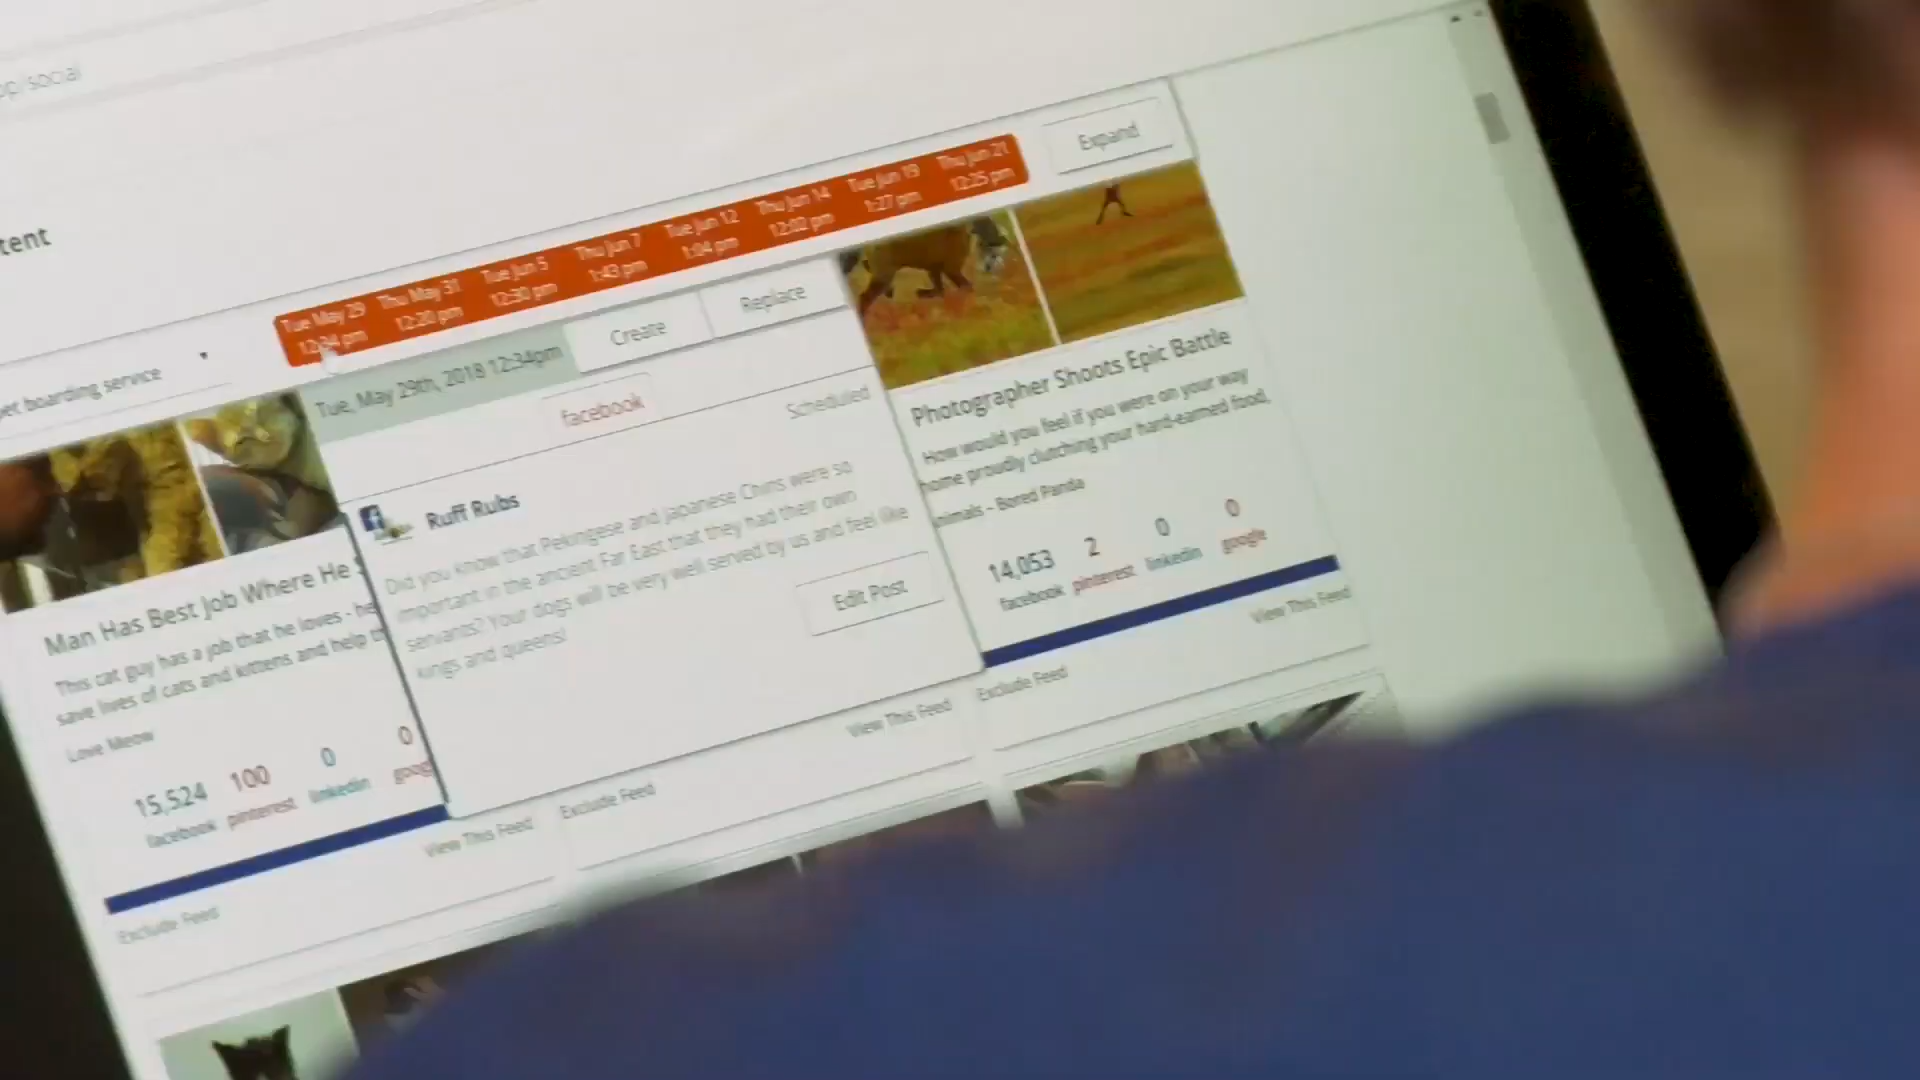 pp/social
tent
Expand
Tue May 29 Thu May 31 Tue Jun 5 Thu Jun 7 Tue Jun 12 Thu Jun 14 Tue Jun 19 Thu Jun 21
12:34 pm 12:20 pm 12:30 pm 1:43 pm 1:04 pm 12:02 pm 1:27 pm 12:25 pm
et boarding service
Tue, May 29th, 2018 12:34pm
Create
Replace
facebook
Scheduled
Ruff Rubs
Did you know that Pekingese and Japanese Chins were so
important in the ancient Far East that they had their own
servants? Your dogs will be very well served by us and feel like
kings and queens!
Edit Post
Man Has Best Job Where He
This cat guy has a job that he loves - he
save lives of cats and kittens and help
Love Meow
15,524 100 0 0
facebook pinterest linkedin googl
View This Feed
Exclude Feed
View This Feed
Exclude Feed
Photographer Shoots Epic Battle
How would you feel if you were on your way
home proudly clutching your hard-earned food,
nimals - Bored Panda
14,053 2 0 0
facebook pinterest linkedin google
View This Feed
Exclude Feed